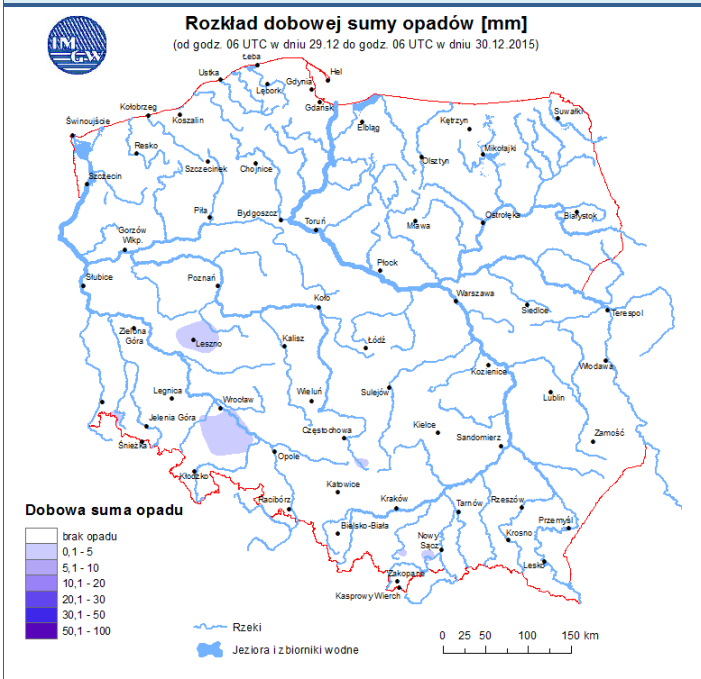 Rozkład dobowej sumy opadów [mm]
(od godz. 06 UTC w dniu 29.12 do godz. 06 UTC w dniu 30.12.2015)
IM
GW
Łeba
Hel
Ustka
Gdynia
Lębork
Gdańsk
Suwałki
Kołobrzeg
Koszalin
Świnoujście
Elbląg
Kętrzyn
Resko
Mikołajki
Szczecinek
Chojnice
Olsztyn
Szczecin
Piła
Bydgoszcz
Toruń
Mława
Ostrołęka
Białystok
Gorzów
Wlkp.
Płock
Słubice
Poznań
Warszawa
Koło
Siedlce
Terespol
Zielona
Góra
Leszno
Kalisz
Łódź
Kozienice
Włodawa
Legnica
Wrocław
Wieluń
Sulejów
Lublin
Jelenia Góra
Częstochowa
Kielce
Sandomierz
Zamość
Śnieżka
Opole
Kłodzko
Katowice
Racibórz
Kraków
Tarnów
Rzeszów
Bielsko-Biała
Przemyśl
Nowy
Sącz
Krosno
Lesko
Zakopane
Kasprowy Wierch
Dobowa suma opadu
brak opadu
0,1 - 5
5,1 - 10
10,1 - 20
20,1 - 30
30,1 - 50
50,1 - 100
Rzeki
Jeziora i zbiorniki wodne
0 25 50 100 150 km